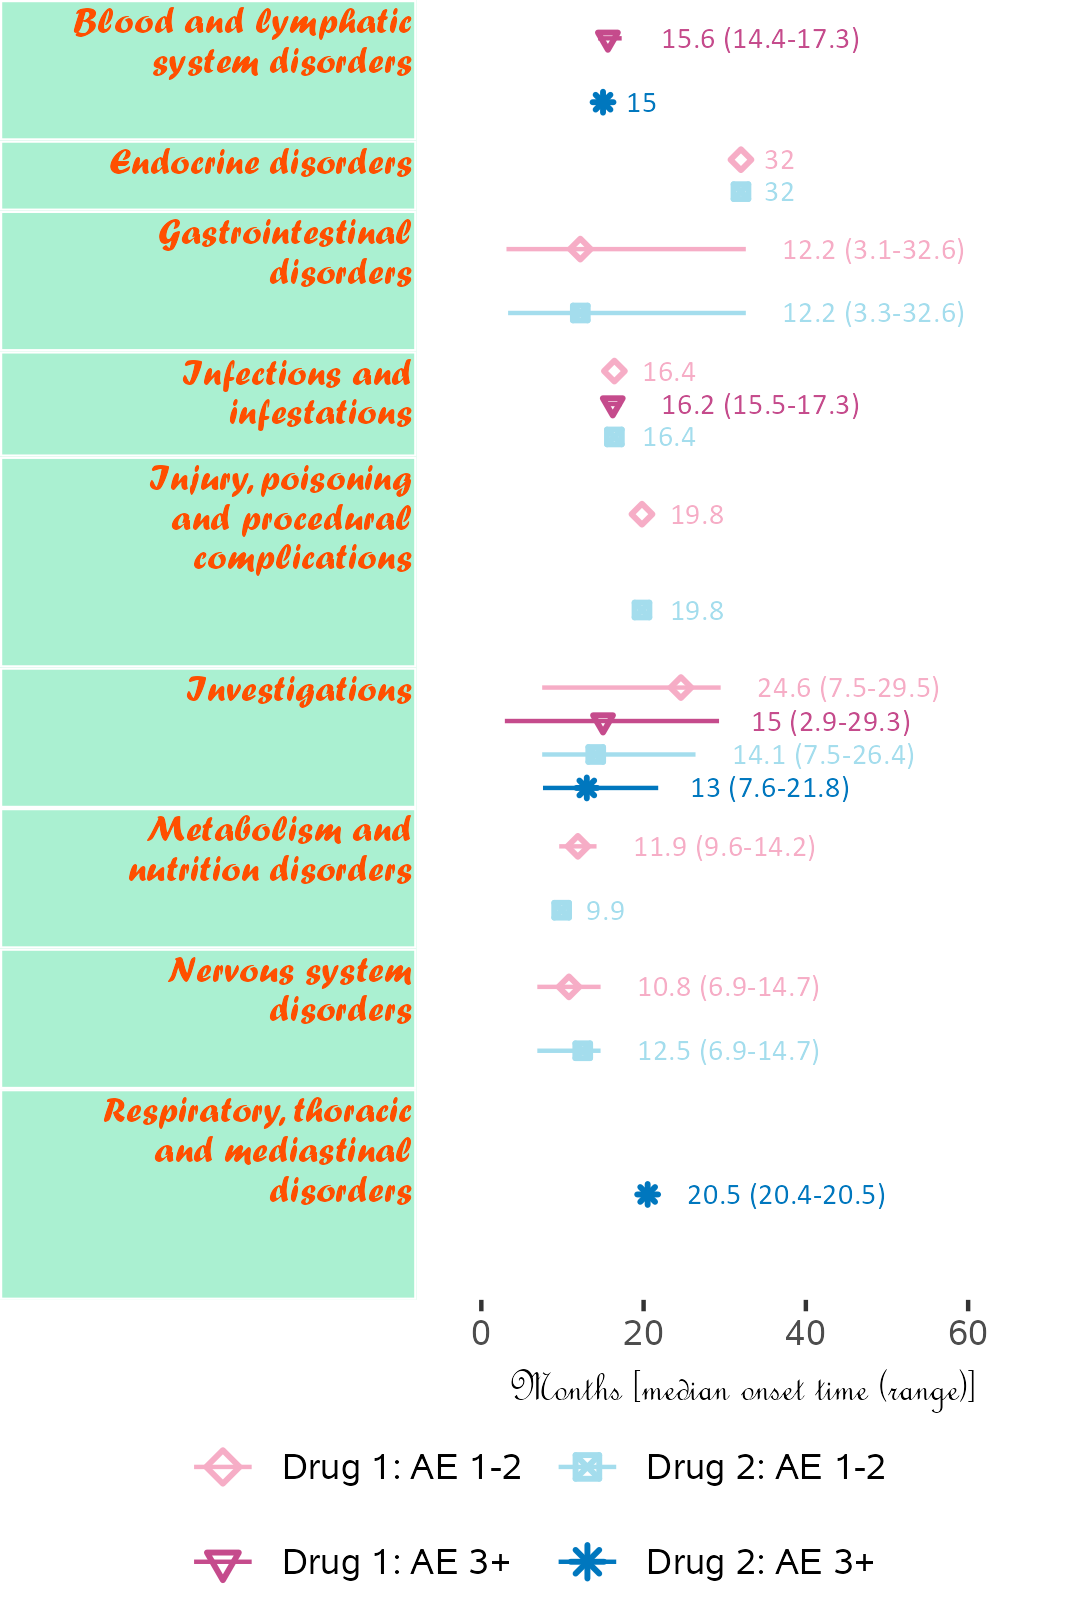 Blood and lymphatic
system disorders
15.6 (14.4-17.3)
15
Endocrine disorders
32
32
Gastrointestinal
disorders
12.2 (3.1-32.6)
12.2 (3.3-32.6)
Infections and
infestations
16.4
16.2 (15.5-17.3)
16.4
Injury, poisoning
and procedural
complications
19.8
19.8
Investigations
24.6 (7.5-29.5)
15 (2.9-29.3)
14.1 (7.5-26.4)
13 (7.6-21.8)
Metabolism and
nutrition disorders
11.9 (9.6-14.2)
9.9
Nervous system
disorders
10.8 (6.9-14.7)
12.5 (6.9-14.7)
Respiratory, thoracic
and mediastinal
disorders
20.5 (20.4-20.5)
0 20 40 60
Months [median onset time (range)]
Drug 1: AE 1-2 Drug 2: AE 1-2
Drug 1: AE 3+ Drug 2: AE 3+